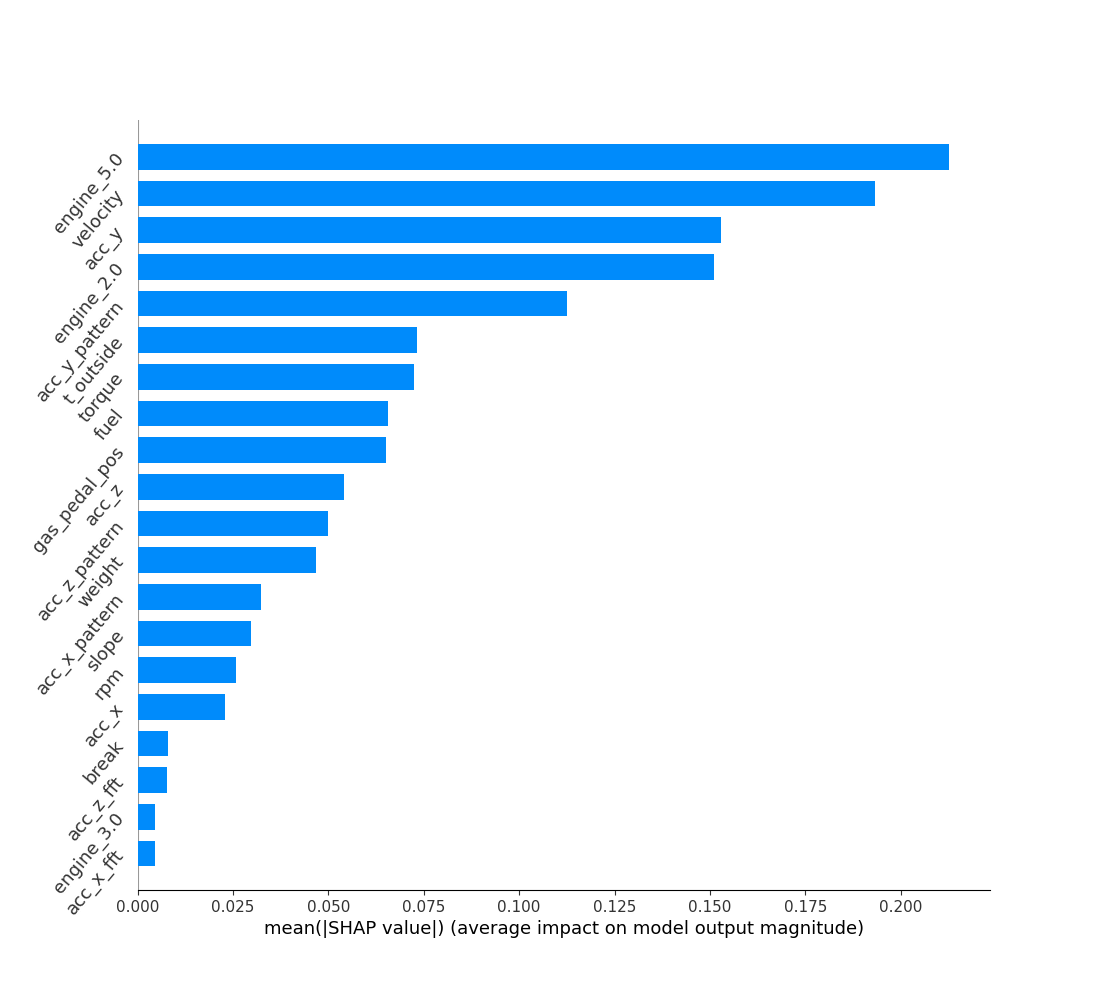 engine_5.0
velocity
acc_y
engine_2.0
acc_y_pattern
t_outside
torque
fuel
gas_pedal_pos
acc_z
acc_z_pattern
weight
acc_x_pattern
slope
rpm
acc_x
break
acc_z_fft
engine_3.0
acc_x_fft
0.000 0.025 0.050 0.075 0.100 0.125 0.150 0.175 0.200
mean(|SHAP value|) (average impact on model output magnitude)